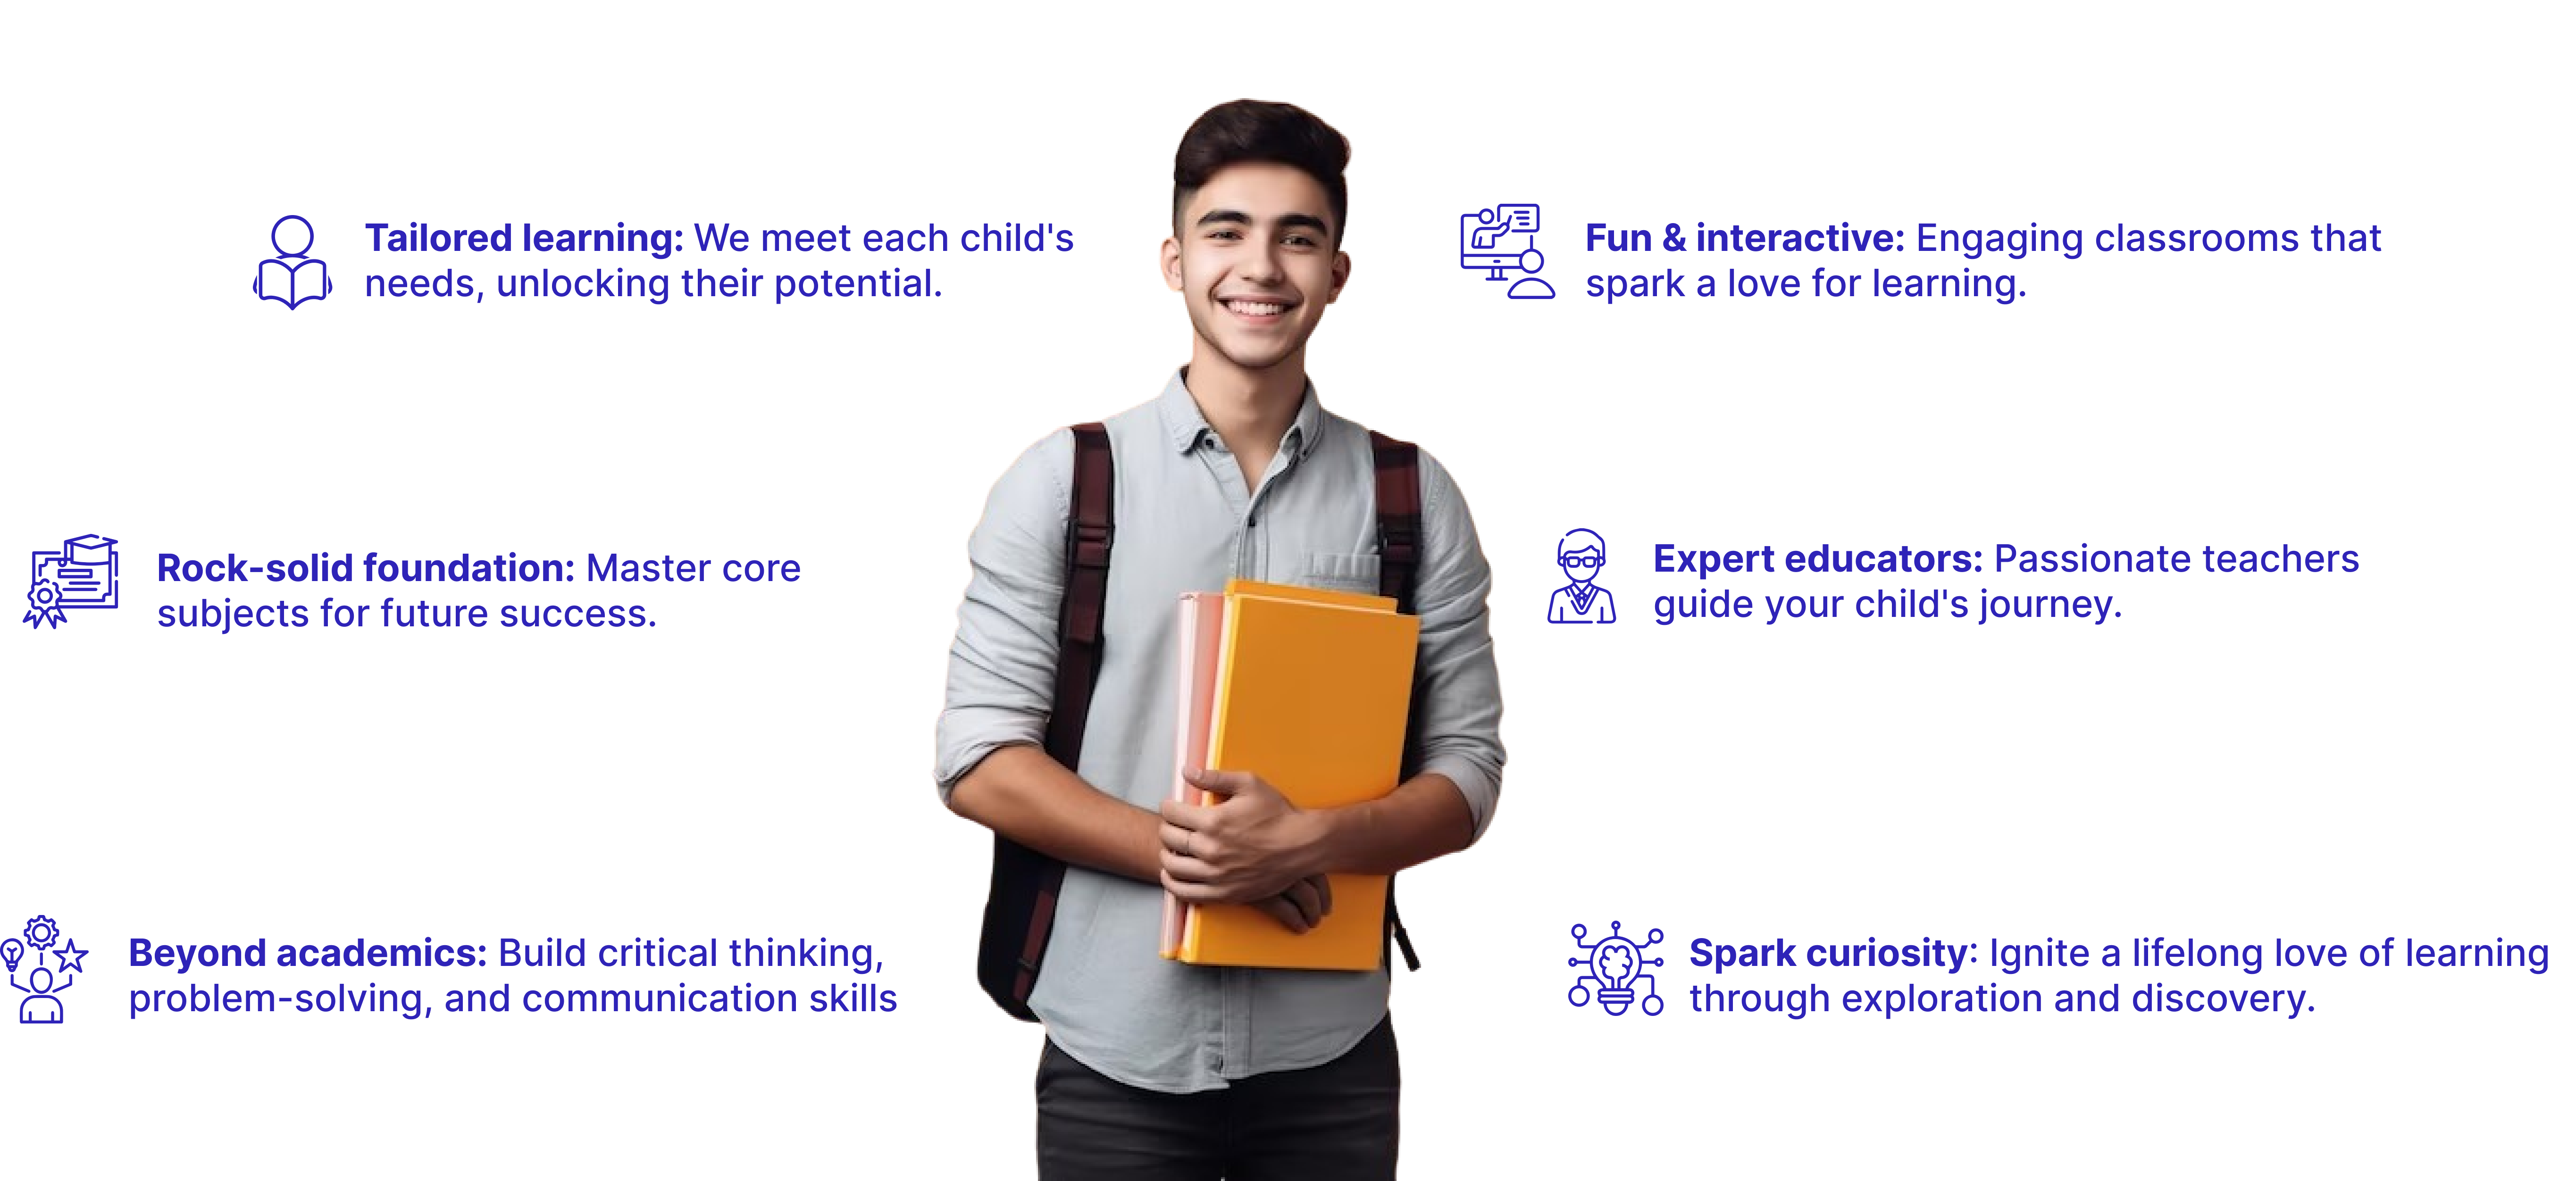 Tailored learning: We meet each child's
needs, unlocking their potential.
Fun & interactive: Engaging classrooms that
spark a love for learning.
Rock-solid foundation: Master core
subjects for future success.
Expert educators: Passionate teachers
guide your child's journey.
Beyond academics: Build critical thinking,
problem-solving, and communication skills
Spark curiosity: Ignite a lifelong love of learning
through exploration and discovery.